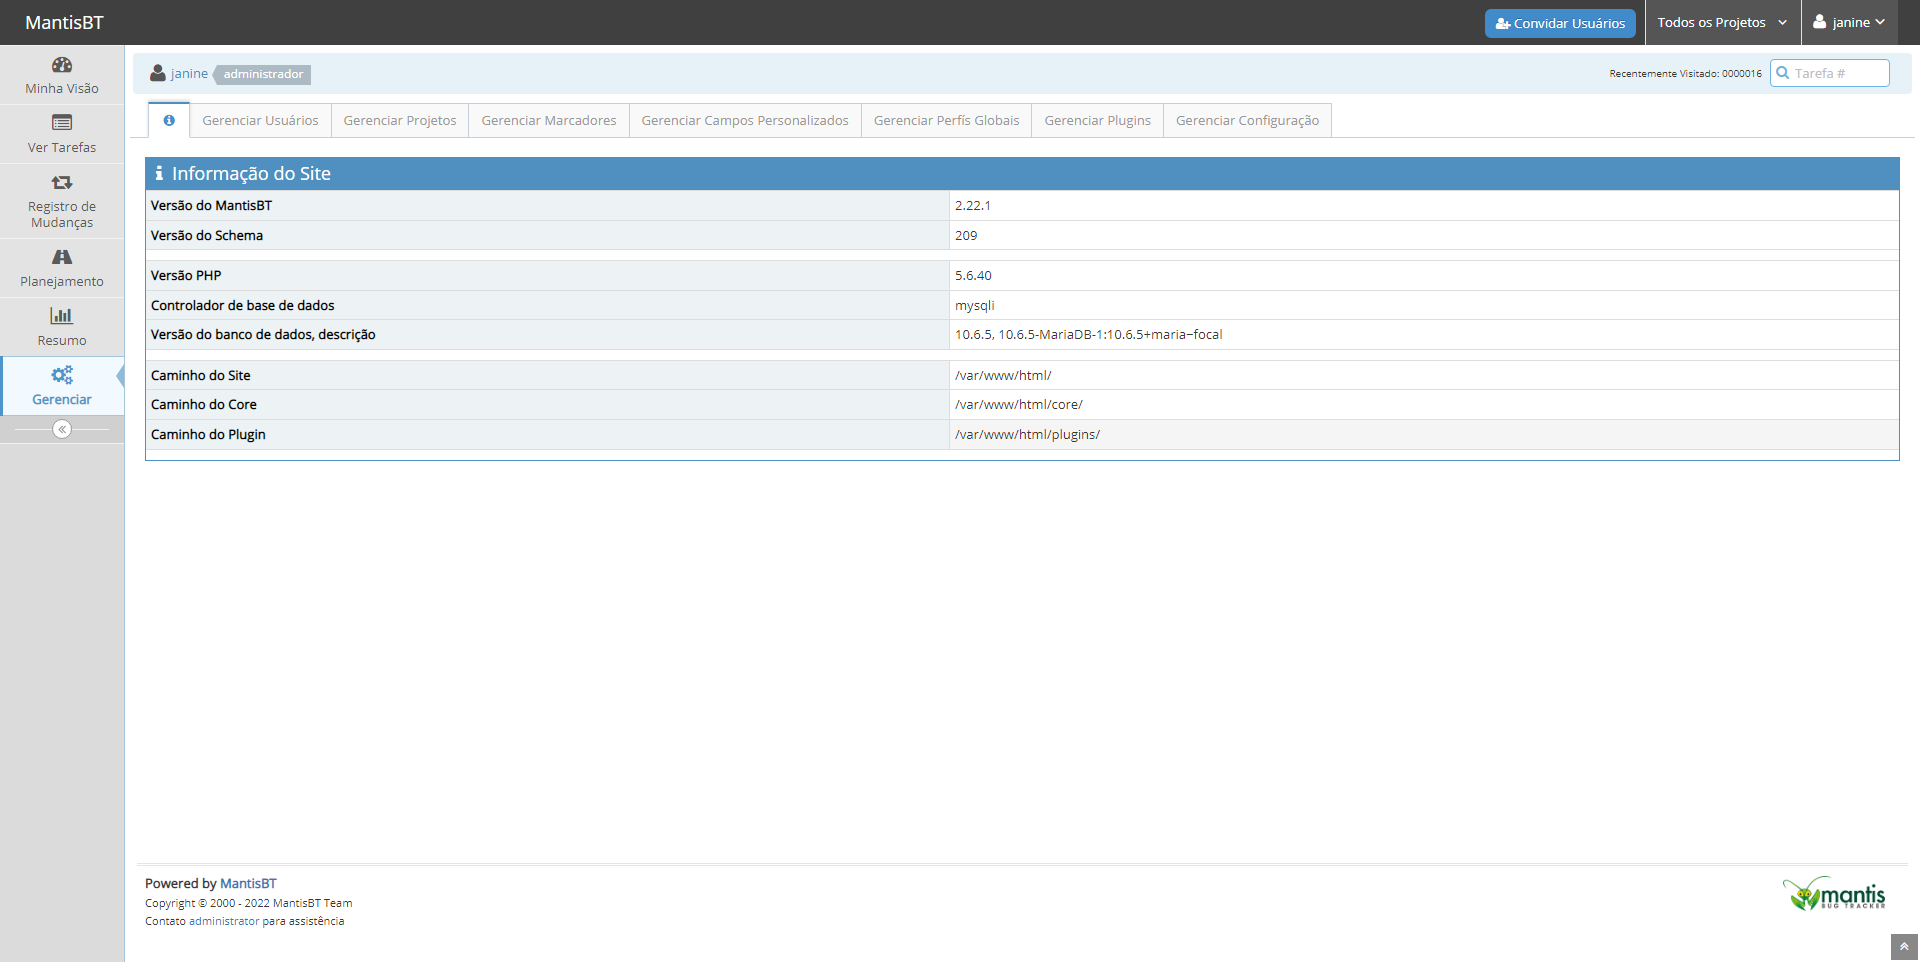 MantisBT
Convidar Usuários
Todos os Projetos
janine
Minha Visão
Ver Tarefas
Registro de
Mudanças
Planejamento
Resumo
Gerenciar
janine
administrador
Recentemente Visitado: 0000016
Tarefa #
Gerenciar Usuários
Gerenciar Projetos
Gerenciar Marcadores
Gerenciar Campos Personalizados
Gerenciar Perfís Globais
Gerenciar Plugins
Gerenciar Configuração
Informação do Site
Versão do MantisBT 2.22.1
Versão do Schema 209
Versão PHP 5.6.40
Controlador de base de dados mysqli
Versão do banco de dados, descrição 10.6.5, 10.6.5-MariaDB-1:10.6.5+maria~focal
Caminho do Site /var/www/html/
Caminho do Core /var/www/html/core/
Caminho do Plugin /var/www/html/plugins/
Powered by MantisBT
Copyright © 2000 - 2022 MantisBT Team
Contato administrator para assistência
mantis
BUG TRACKER